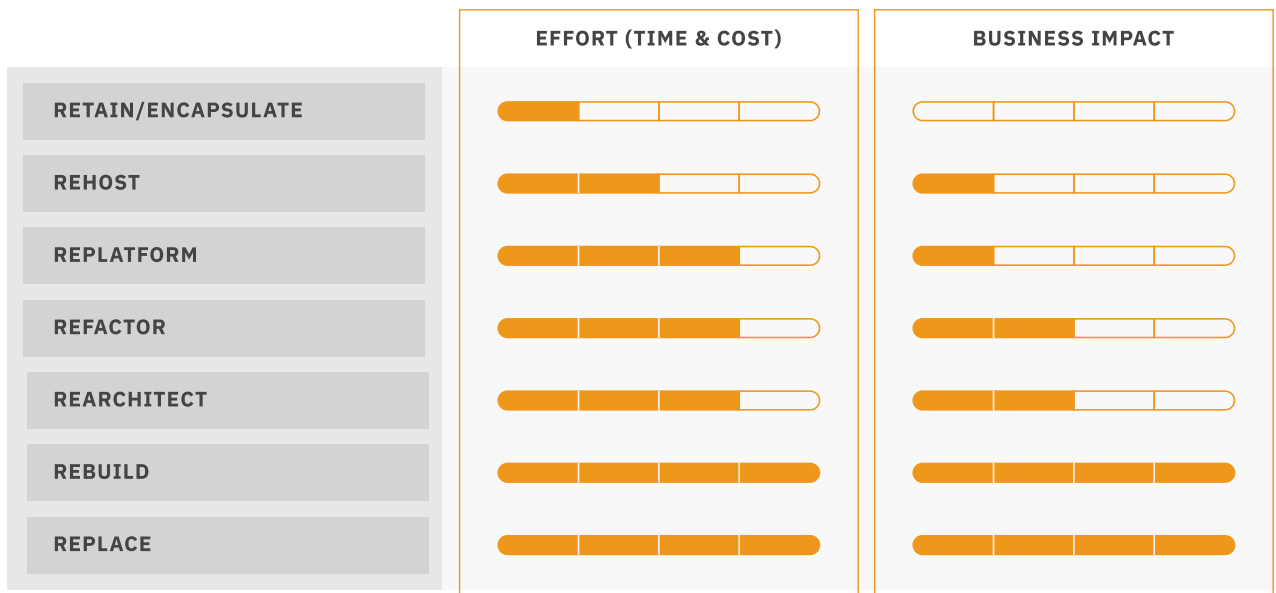 EFFORT (TIME & COST)
BUSINESS IMPACT
RETAIN/ENCAPSULATE
REHOST
REPLATFORM
REFACTOR
REARCHITECT
REBUILD
REPLACE